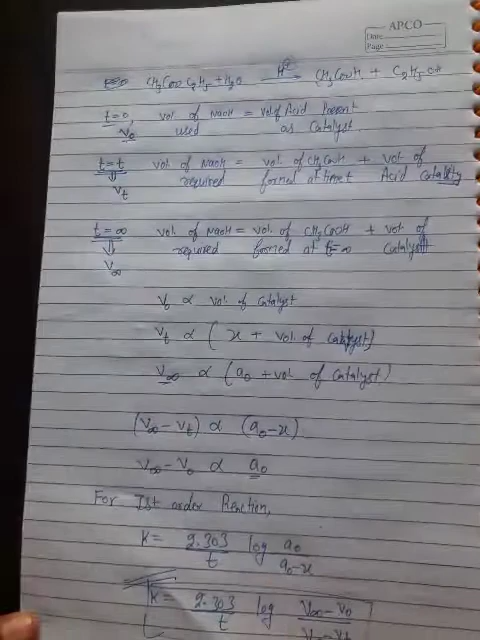 APCO
Date
Page
CH3COOC2H5 + H2O H⊕ CH3COOH + C2H5OH
t=0, vol. of NaOH = vol of Acid Present
V0 used as Catalyst
t=t vol of NaOH = vol. of CH3COOH + vol. of
⇓ required formed at time t Acid Catalyst
Vt
t=∞ vol. of NaOH = vol. of CH3COOH + vol. of
⇓ required formed at t=∞ Catalyst
V∞
∝ vol. of Catalyst
Vt ∝ (x + vol. of Catalyst)
V∞ ∝ (a0 + vol of Catalyst)
(V∞ - Vt) ∝ (a0-x)
V∞ - V0 ∝ a0
For Ist order Reaction,
K = 2.303/t log a0/a0-x
K = 2.303/t log V∞ - V0/V∞ - Vt